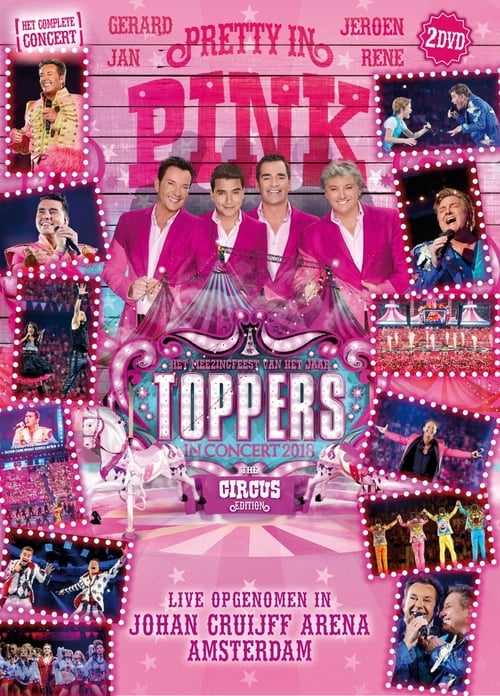 HET COMPLETE
CONCERT
GERARD
JAN
PRETTY IN
PINK
JEROEN
RENE
2DVD
HET MEEZINGFEEST VAN HET JAAR
TOPPERS
IN CONCERT 2018
THE
CIRCUS
EDITION
LIVE OPGENOMEN IN
JOHAN CRUIJFF ARENA
AMSTERDAM